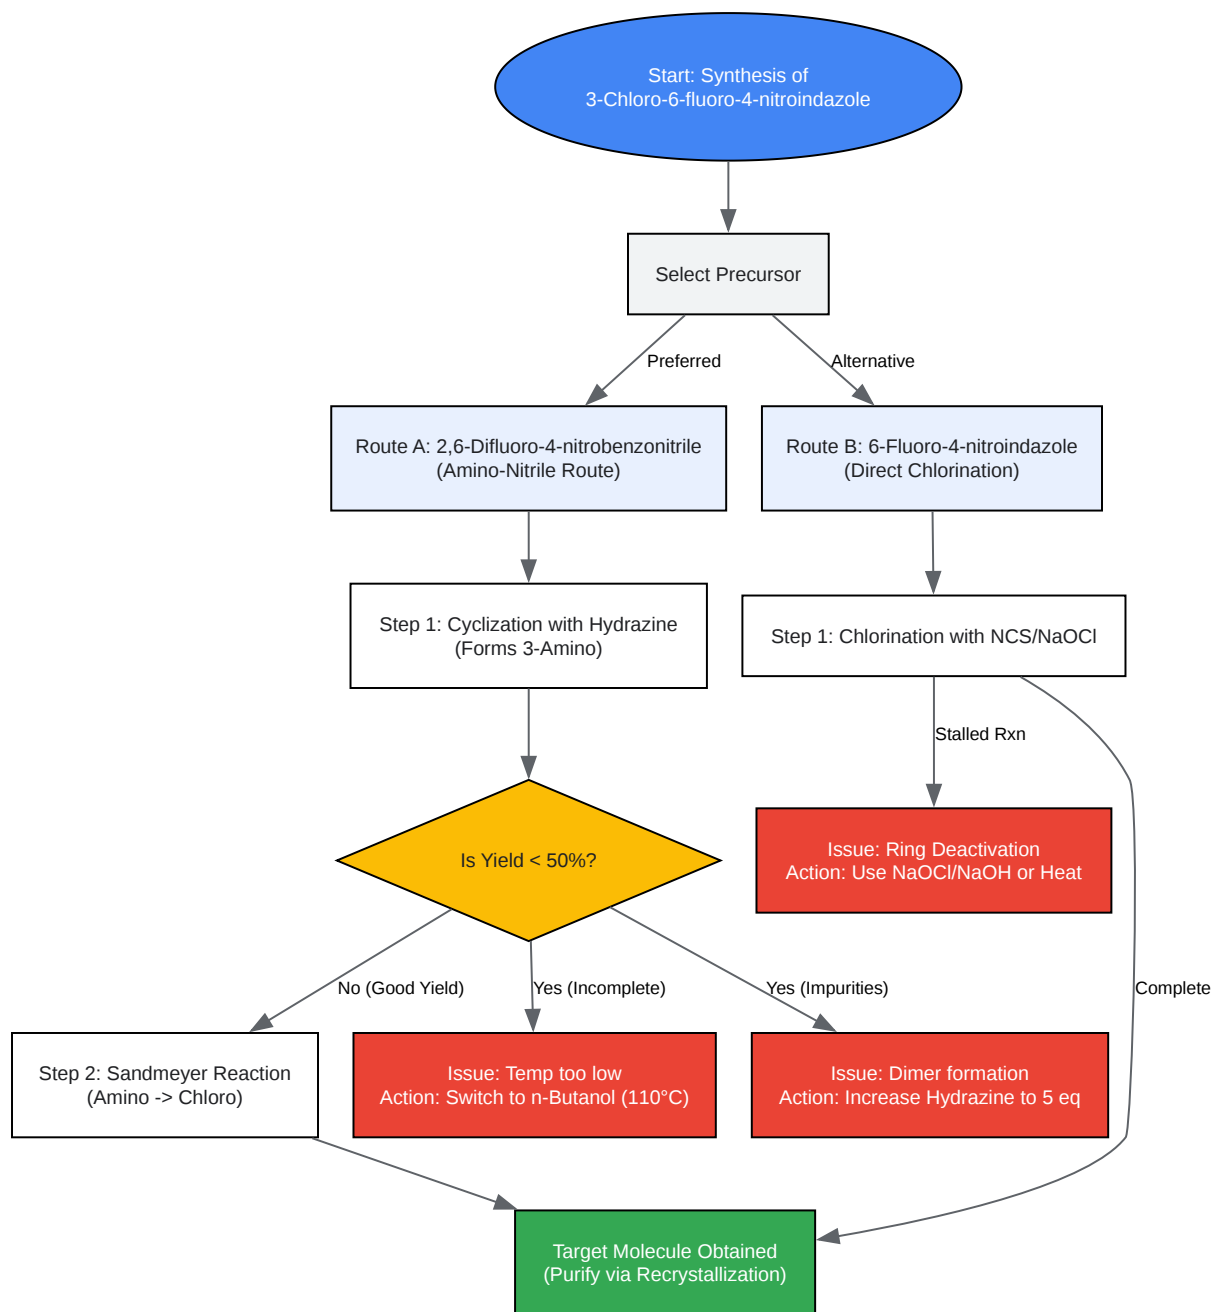 Start: Synthesis of
3-Chloro-6-fluoro-4-nitroindazole
Select Precursor
Preferred
Alternative
Route A: 2,6-Difluoro-4-nitrobenzonitrile
(Amino-Nitrile Route)
Route B: 6-Fluoro-4-nitroindazole
(Direct Chlorination)
Step 1: Cyclization with Hydrazine
(Forms 3-Amino)
Step 1: Chlorination with NCS/NaOCl
Stalled Rxn
Is Yield < 50%?
Issue: Ring Deactivation
Action: Use NaOCl/NaOH or Heat
No (Good Yield)
Yes (Incomplete)
Yes (Impurities)
Complete
Step 2: Sandmeyer Reaction
(Amino -> Chloro)
Issue: Temp too low
Action: Switch to n-Butanol (110°C)
Issue: Dimer formation
Action: Increase Hydrazine to 5 eq
Target Molecule Obtained
(Purify via Recrystallization)